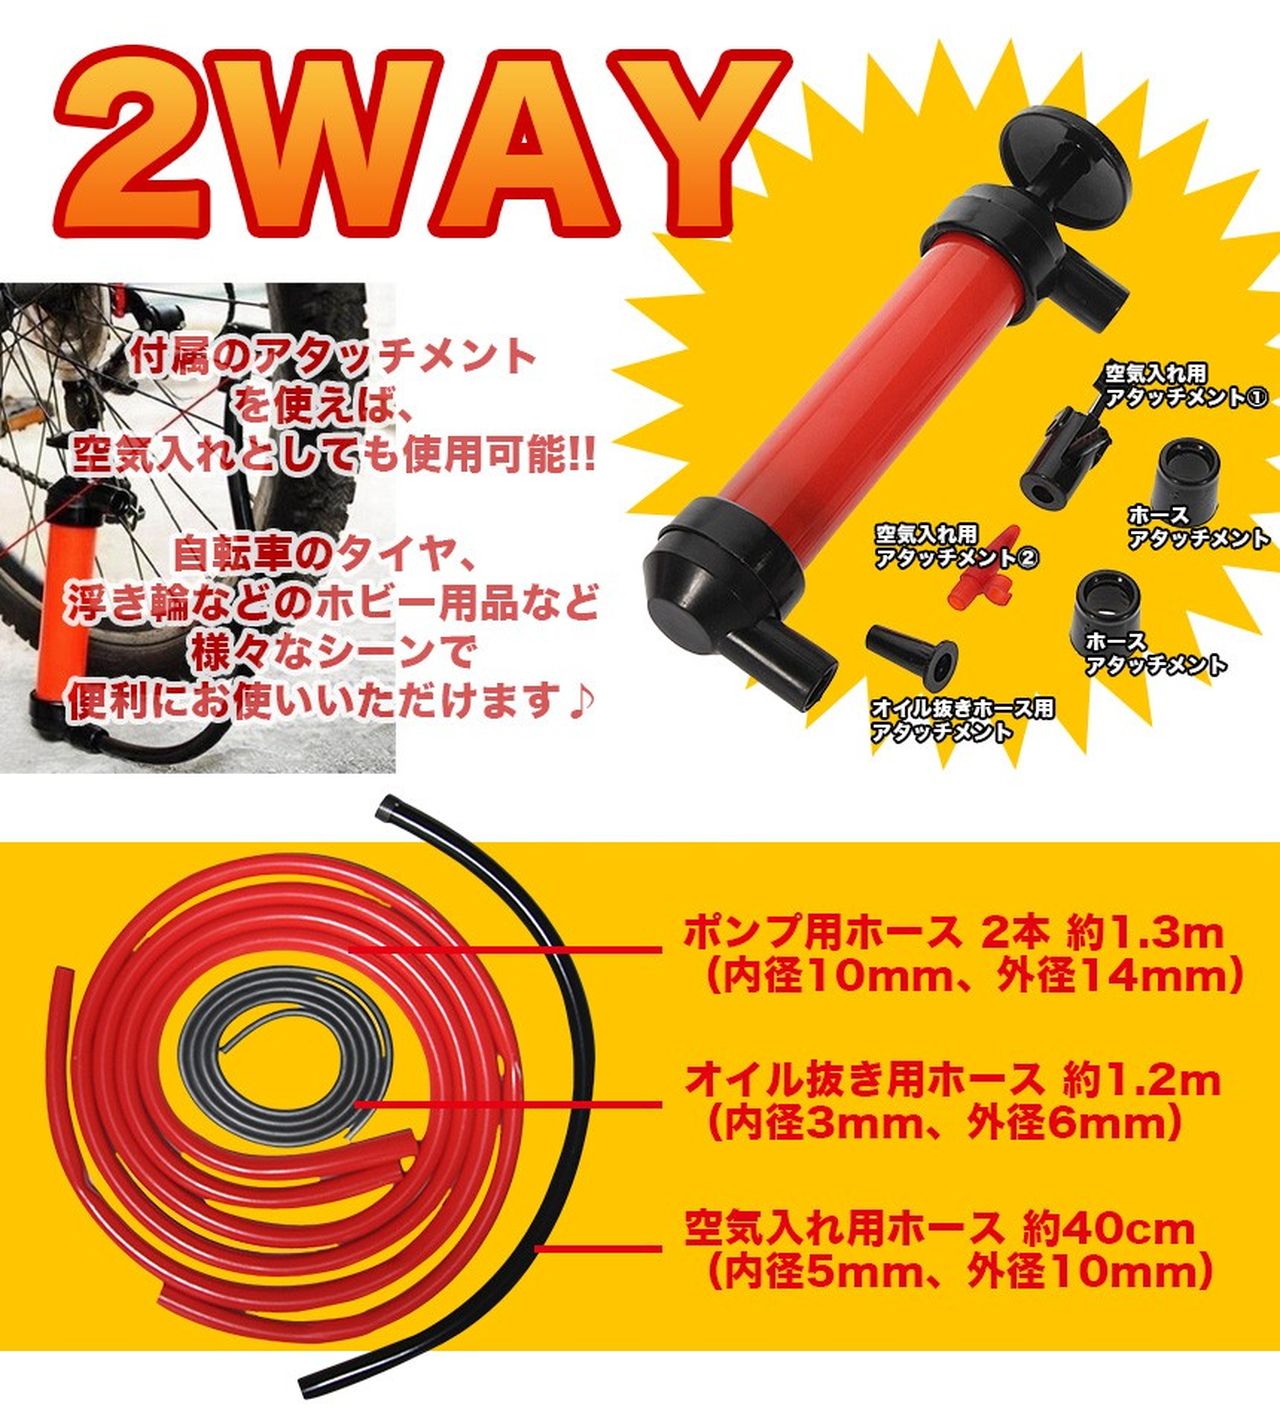 2WAY
付属のアタッチメント
を使えば、
空気入れとしても使用可能!!
自転車のタイヤ、
浮き輪などのホビー用品など
様々なシーンで
便利にお使いいただけます♪
空気入れ用
アタッチメント①
ホース
アタッチメント
空気入れ用
アタッチメント②
ホース
アタッチメント
オイル抜きホース用
アタッチメント
ポンプ用ホース 2本 約1.3m
（内径10mm、外径14mm）
オイル抜き用ホース 約1.2m
（内径3mm、外径6mm）
空気入れ用ホース 約40cm
（内径5mm、外径10mm）